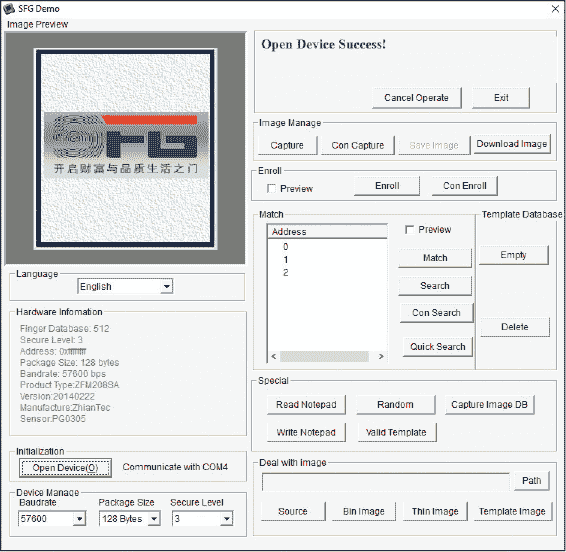 SFG Demo
Image Preview
开启财富与品质生活之门
Open Device Success!
Cancel Operate
Exit
Image Manage
Capture
Con Capture
Save Image
Download Image
Enroll
Preview
Enroll
Con Enroll
Match
Address
0
1
2
Preview
Match
Search
Con Search
Quick Search
Template Database
Empty
Delete
Language
English
Hardware Infomation
Finger Database: 512
Secure Level: 3
Address: 0xffffffff
Package Size: 128 bytes
Bandrate: 57600 bps
Product Type:ZFM208SA
Version:20140222
Manufacture:ZhianTec
Sensor:PG0305
Special
Read Notepad
Random
Capture Image DB
Write Notepad
Valid Template
Initialization
Open Device(O)
Communicate with COM4
Device Manage
Baudrate
Package Size
Secure Level
57600
128 Bytes
3
Deal with image
Path
Source
Bin Image
Thin Image
Template Image